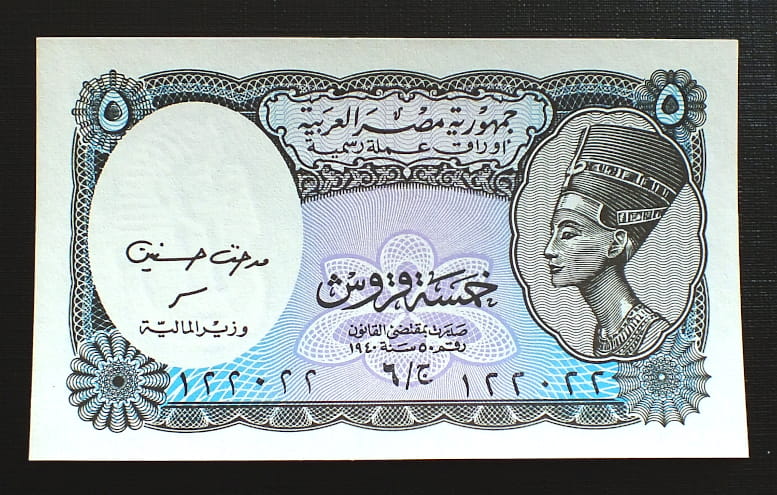 ٥ ٥
جمهورية مصر العربية
أوراق عملة رسمية
خمسة قروش
مدحت حسنين
وزير المالية
صدرت بمقتضى القانون
رقم ٥٠ سنة ١٩٤٠
١٢٢٠٢٢ ٦/ج ١٢٢٠٢٢